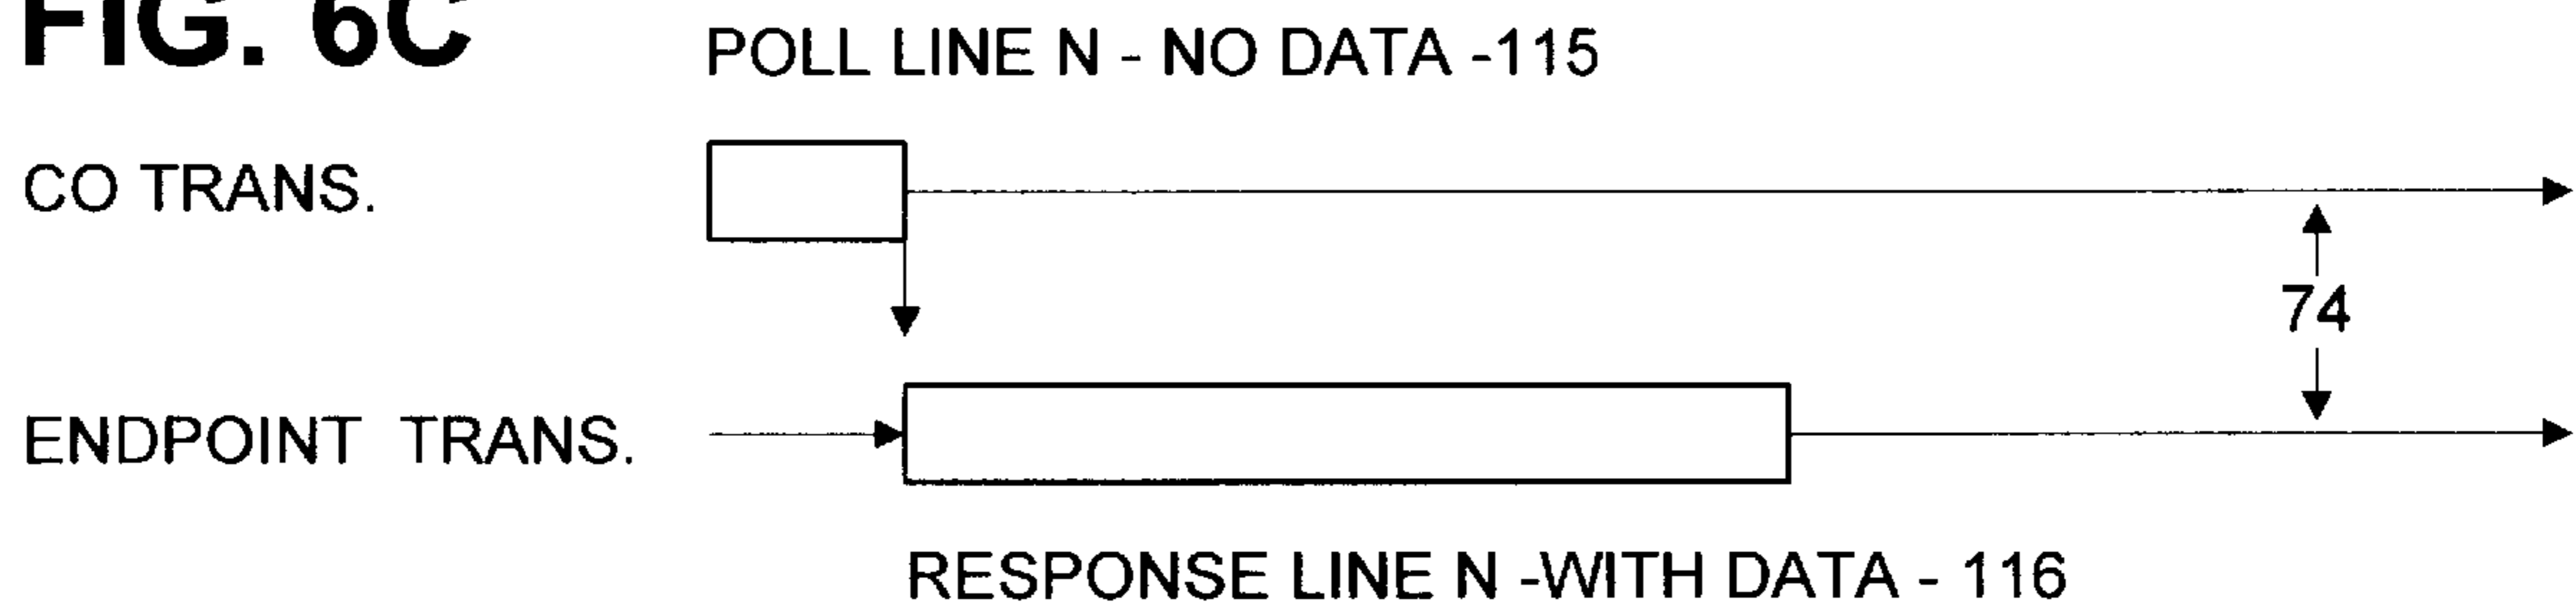 FIG. 6C
POLL LINE N - NO DATA -115
CO TRANS.
74
ENDPOINT TRANS.
RESPONSE LINE N -WITH DATA - 116